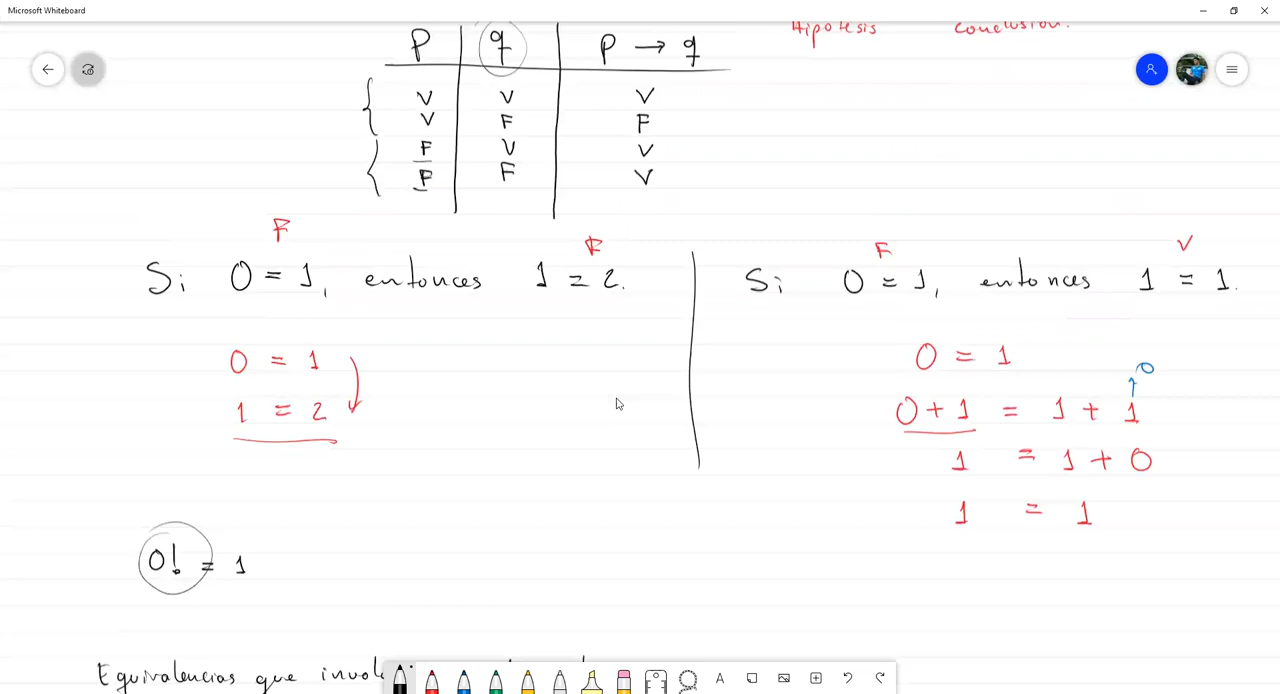 Microsoft Whiteboard
Hipótesis conclusión.
p q p → q
V V V
V F F
F V V
F F V
F F
Si 0 = 1, entonces 1 = 2.
0 = 1
1 = 2
F V
Si 0 = 1, entonces 1 = 1.
0 = 1
0
0 + 1 = 1 + 1
1 = 1 + 0
1 = 1
0! = 1
Equivalencias que